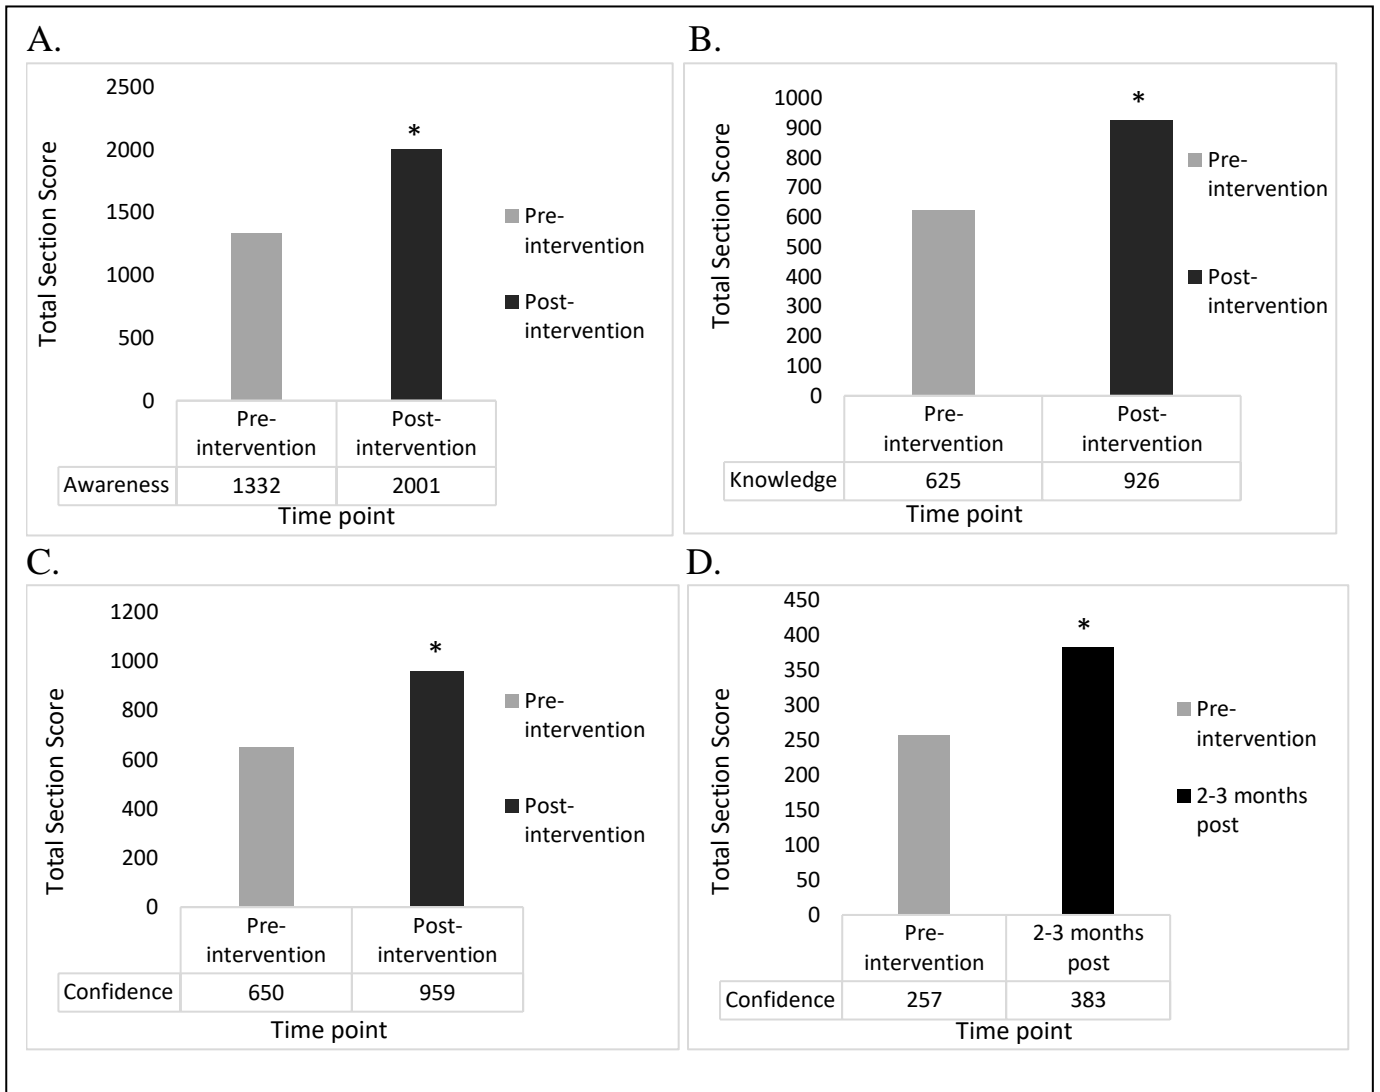 A.
2500
2000
1500
1000
500
0
Total Section Score
*
Pre-
intervention
Post-
intervention
Pre-
intervention
Post-
intervention
Awareness 1332 2001
Time point
B.
1000
900
800
700
600
500
400
300
200
100
0
Total Section Score
*
Pre-
intervention
Post-
intervention
Pre-
intervention
Post-
intervention
Knowledge 625 926
Time point
C.
1200
1000
800
600
400
200
0
Total Section Score
*
Pre-
intervention
Post-
intervention
Pre-
intervention
Post-
intervention
Confidence 650 959
Time point
D.
450
400
350
300
250
200
150
100
50
0
Total Section Score
*
Pre-
intervention
2-3 months
post
Pre-
intervention
2-3 months
post
Confidence 257 383
Time point